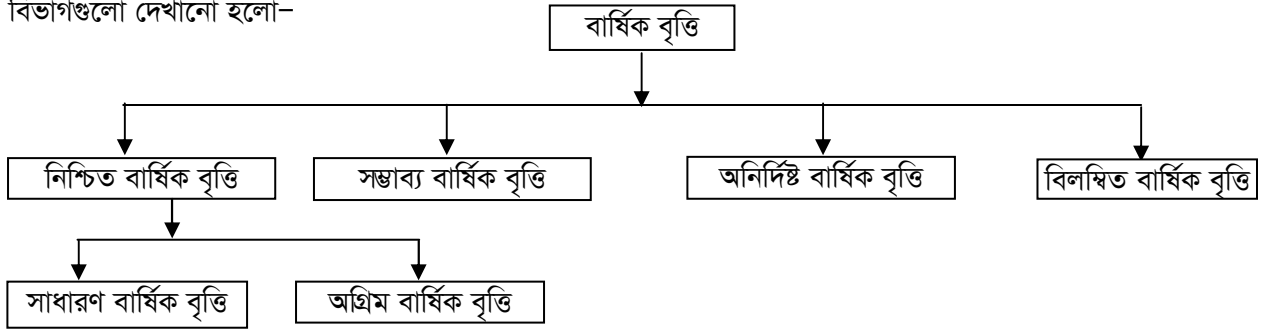 বিভাগগুলো দেখানো হলো–
বার্ষিক বৃত্তি
নিশ্চিত বার্ষিক বৃত্তি
সম্ভাব্য বার্ষিক বৃত্তি
অনির্দিষ্ট বার্ষিক বৃত্তি
বিলম্বিত বার্ষিক বৃত্তি
সাধারণ বার্ষিক বৃত্তি
অগ্রিম বার্ষিক বৃত্তি